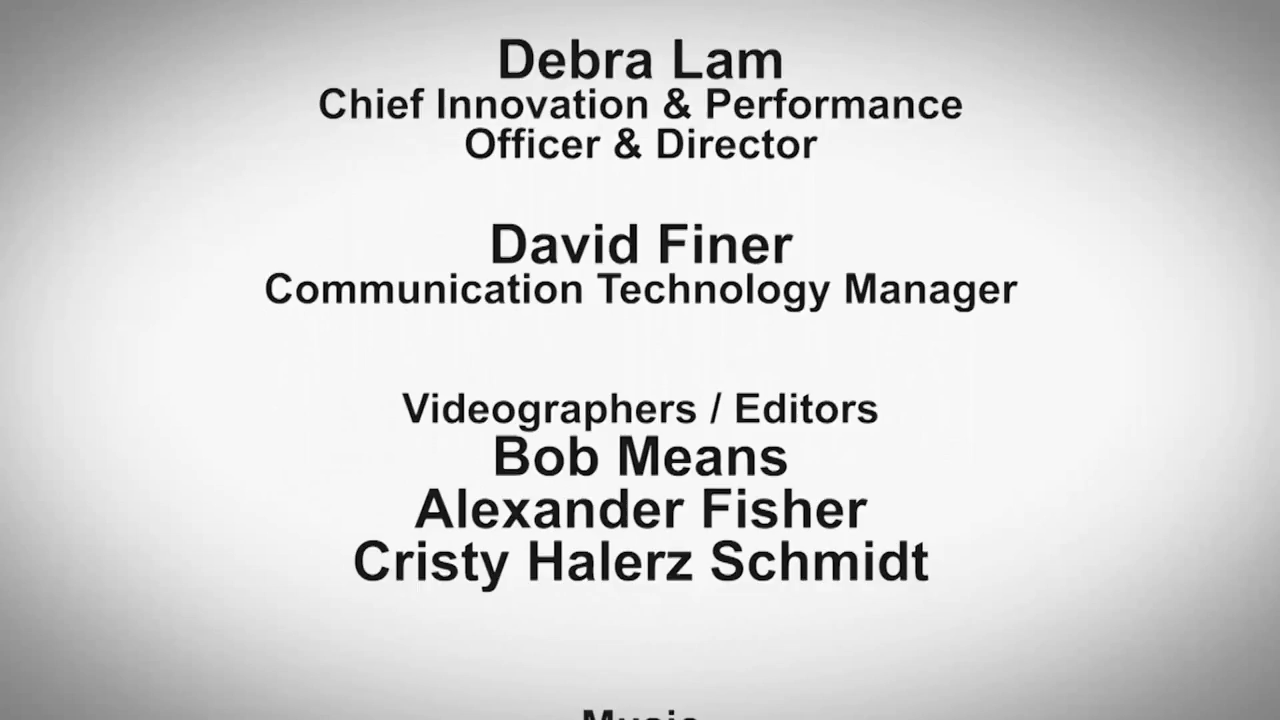 Debra Lam
Chief Innovation & Performance
Officer & Director
David Finer
Communication Technology Manager
Videographers / Editors
Bob Means
Alexander Fisher
Cristy Halerz Schmidt
Music